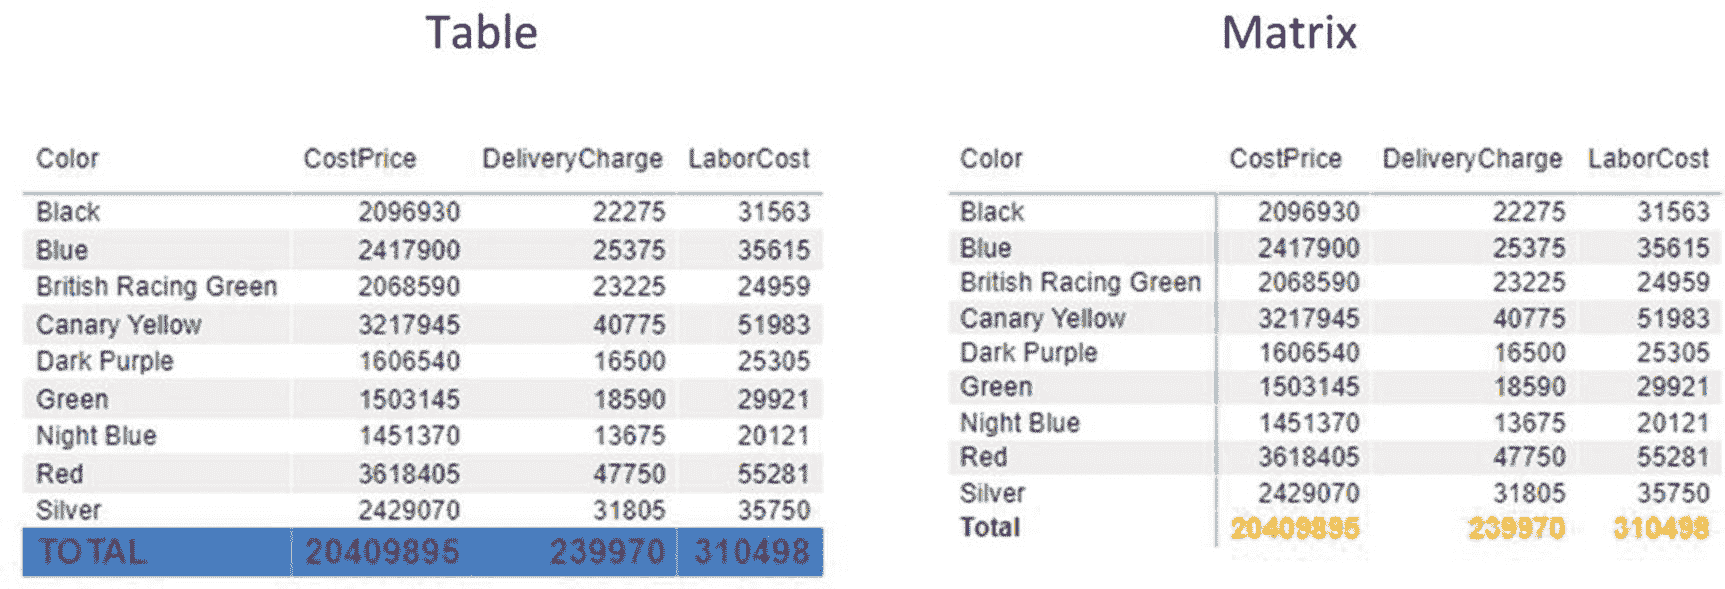 Table
Color CostPrice DeliveryCharge LaborCost
Black 2096930 22275 31563
Blue 2417900 25375 35615
British Racing Green 2068590 23225 24959
Canary Yellow 3217945 40775 51983
Dark Purple 1606540 16500 25305
Green 1503145 18590 29921
Night Blue 1451370 13675 20121
Red 3618405 47750 55281
Silver 2429070 31805 35750
TOTAL 20409895 239970 310498
Matrix
Color CostPrice DeliveryCharge LaborCost
Black 2096930 22275 31563
Blue 2417900 25375 35615
British Racing Green 2068590 23225 24959
Canary Yellow 3217945 40775 51983
Dark Purple 1606540 16500 25305
Green 1503145 18590 29921
Night Blue 1451370 13675 20121
Red 3618405 47750 55281
Silver 2429070 31805 35750
Total 20409895 239970 310498